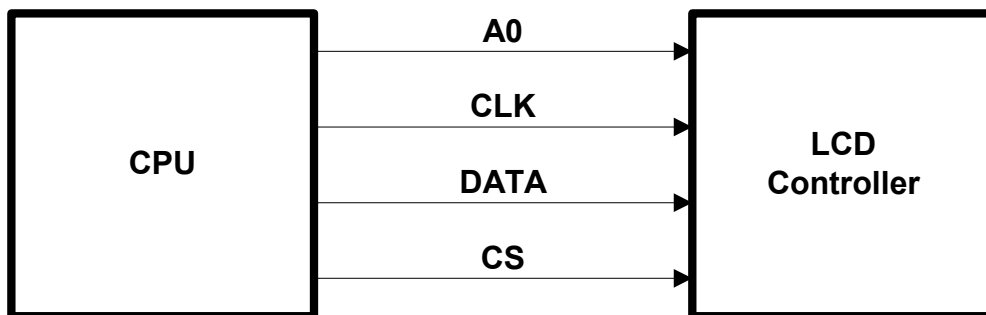 A0
CLK
CPU
LCD
Controller
DATA
CS